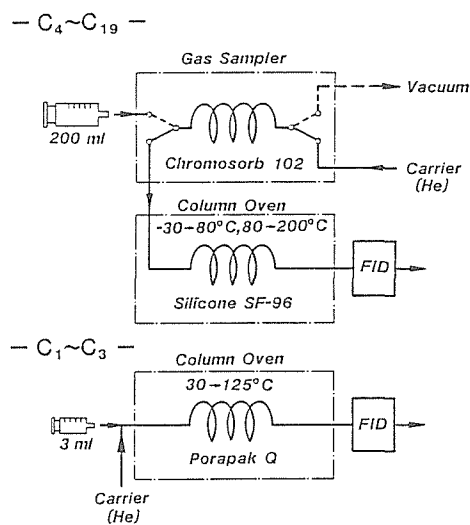 — C₄~C₁₉ —
Gas Sampler
Vacuum
200 ml
Chromosorb 102
Carrier
(He)
Column Oven
-30→80°C, 80→200°C
FID
Silicone SF-96
— C₁~C₃ —
Column Oven
30→125°C
FID
3 ml
Porapak Q
Carrier
(He)